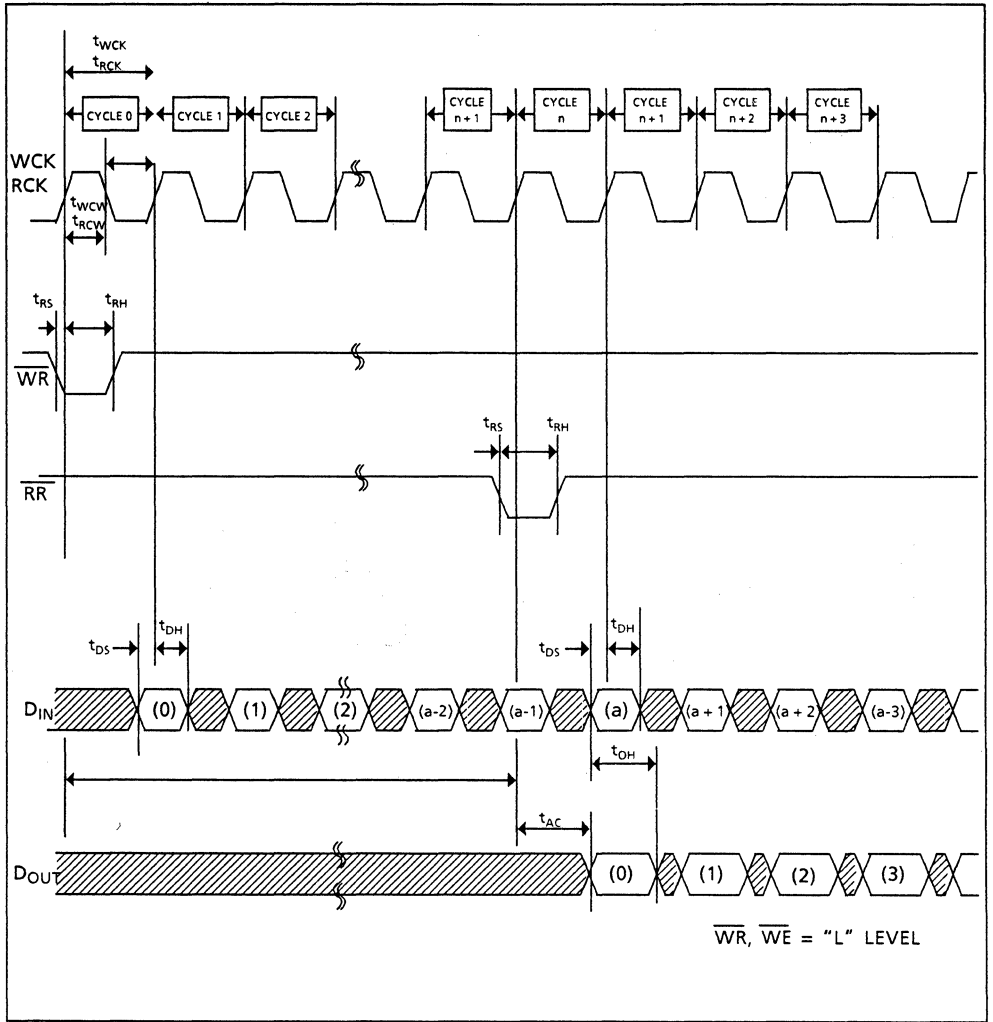 tWCK
tRCK
CYCLE 0 CYCLE 1 CYCLE 2 CYCLE n + 1 CYCLE n CYCLE n + 1 CYCLE n + 2 CYCLE n + 3
WCK
RCK
tWCW
tRCW
tRS tRH
WR
tRS tRH
RR
tDS tDH tDS tDH
DIN (0) (1) (2) (a-2) (a-1) (a) (a + 1) (a + 2) (a-3)
tOH
tAC
DOUT (0) (1) (2) (3)
WR, WE = "L" LEVEL